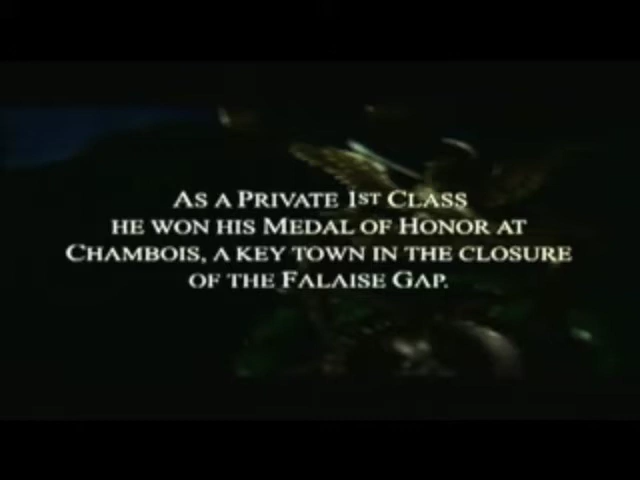 As a Private 1st Class
he won his Medal of Honor at
Chambois, a key town in the closure
of the Falaise Gap.